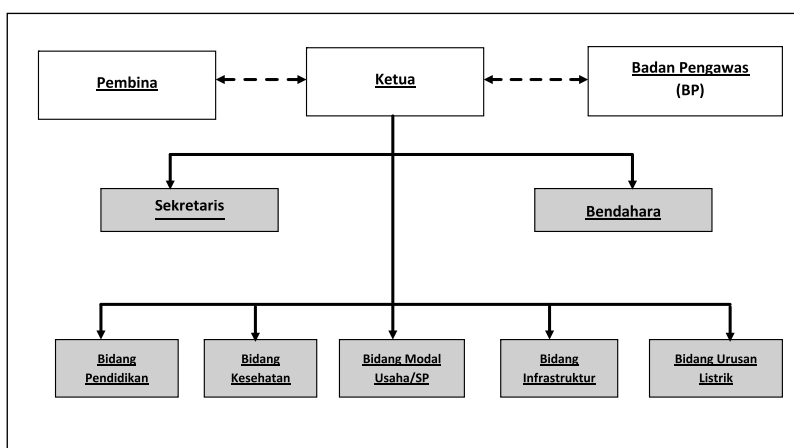 Pembina
Ketua
Badan Pengawas
(BP)
Sekretaris
Bendahara
Bidang
Pendidikan
Bidang
Kesehatan
Bidang Modal
Usaha/SP
Bidang
Infrastruktur
Bidang Urusan
Listrik